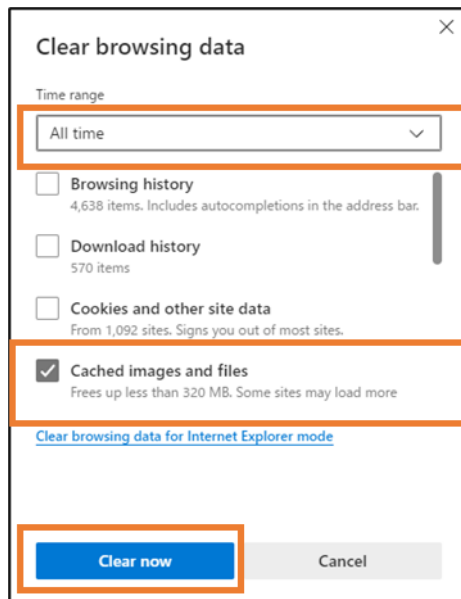 Clear browsing data
Time range
All time
Browsing history
4,638 items. Includes autocompletions in the address bar.
Download history
570 items
Cookies and other site data
From 1,092 sites. Signs you out of most sites.
Cached images and files
Frees up less than 320 MB. Some sites may load more
Clear browsing data for Internet Explorer mode
Clear now
Cancel